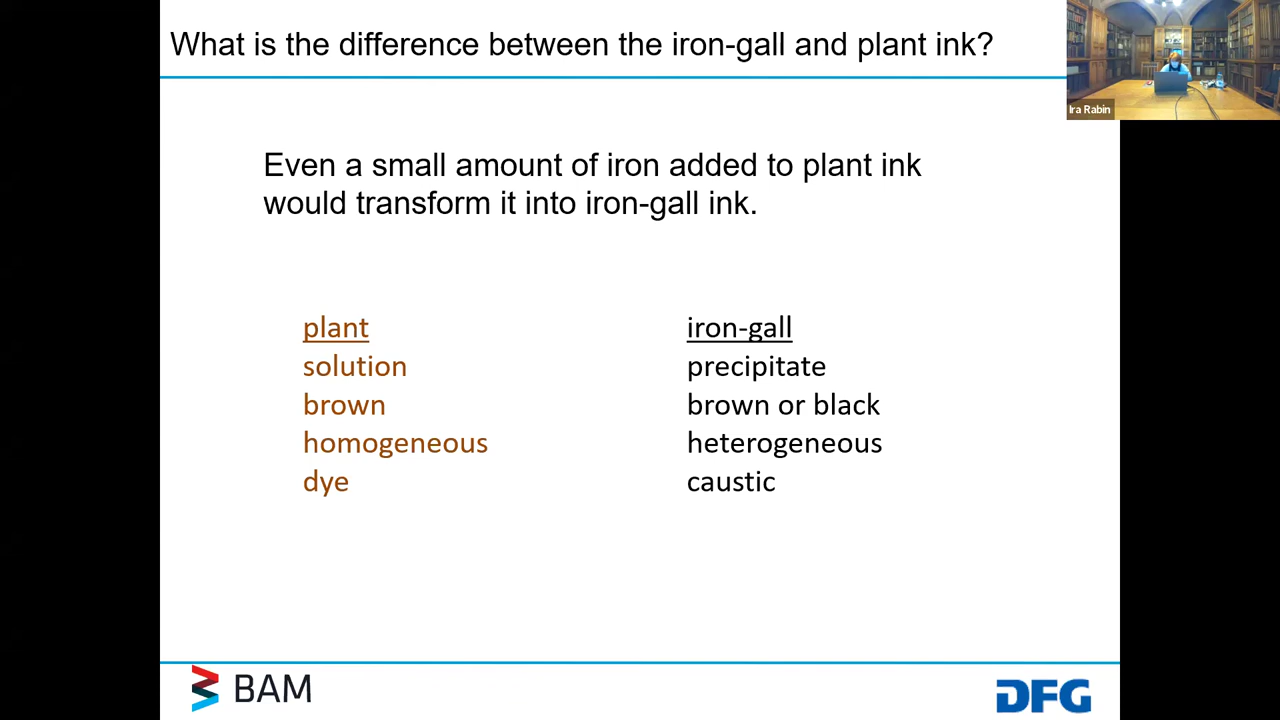 What is the difference between the iron-gall and plant ink?
Ira Rabin
Even a small amount of iron added to plant ink
would transform it into iron-gall ink.
plant
solution
brown
homogeneous
dye
iron-gall
precipitate
brown or black
heterogeneous
caustic
BAM
DFG